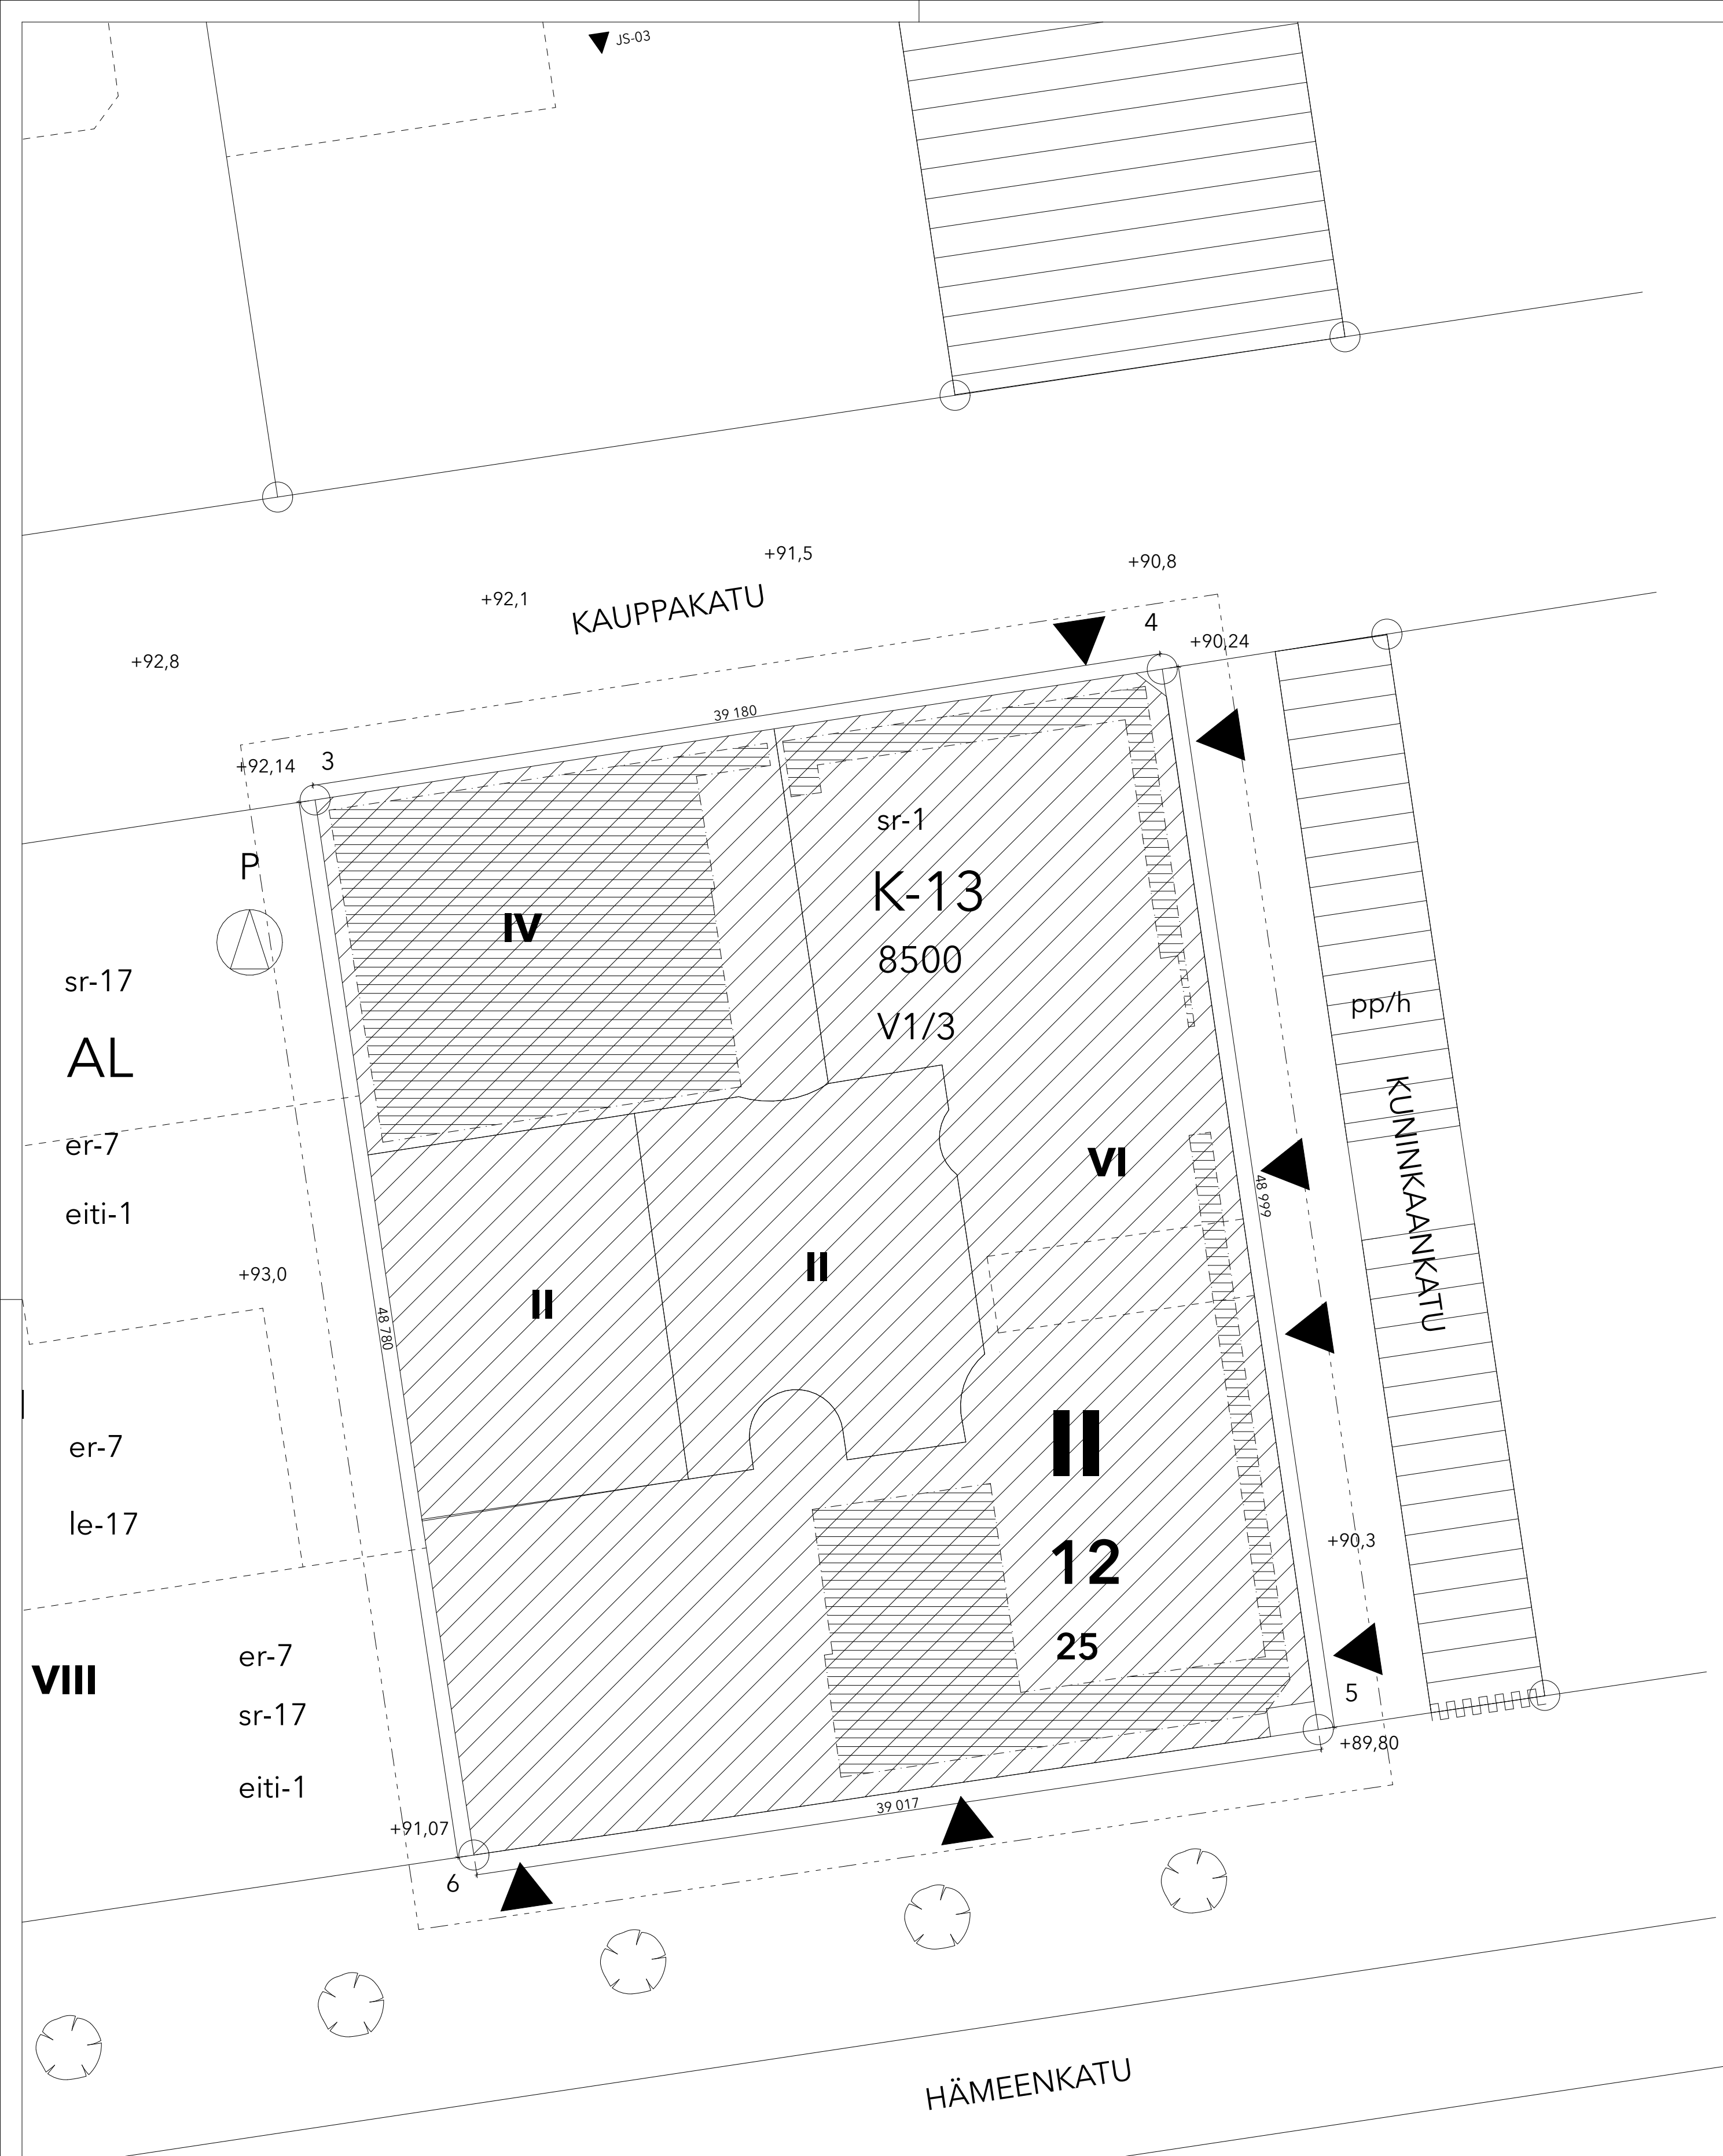 JS-03
+91,5
+90,8
+92,1
KAUPPAKATU
4
+90,24
+92,8
39 180
3
+92,14
sr-1
P
K-13
IV
8500
sr-17
pp/h
V1/3
AL
er-7
VI
KUNINKAANKATU
48 999
eiti-1
II
+93,0
II
48 780
II
er-7
le-17
12
+90,3
25
er-7
VIII
5
sr-17
+89,80
eiti-1
39 017
+91,07
6
HÄMEENKATU